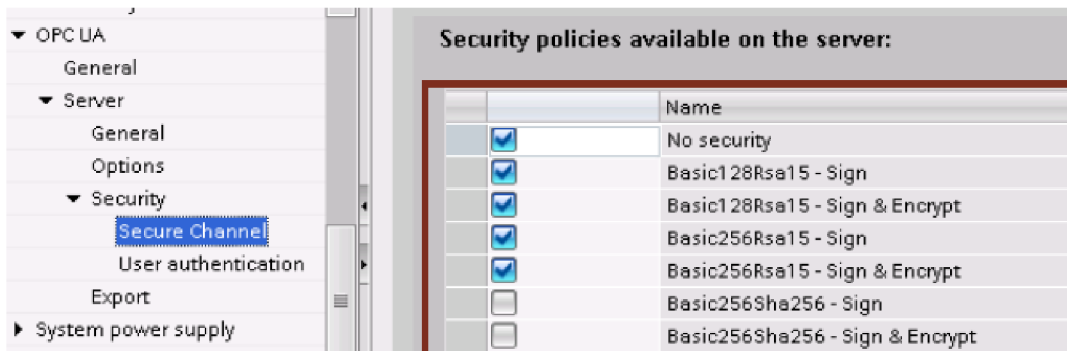 OPC UA
General
Server
General
Options
Security
Secure Channel
User authentication
Export
System power supply
Security policies available on the server:
Name
No security
Basic128Rsa15 - Sign
Basic128Rsa15 - Sign & Encrypt
Basic256Rsa15 - Sign
Basic256Rsa15 - Sign & Encrypt
Basic256Sha256 - Sign
Basic256Sha256 - Sign & Encrypt